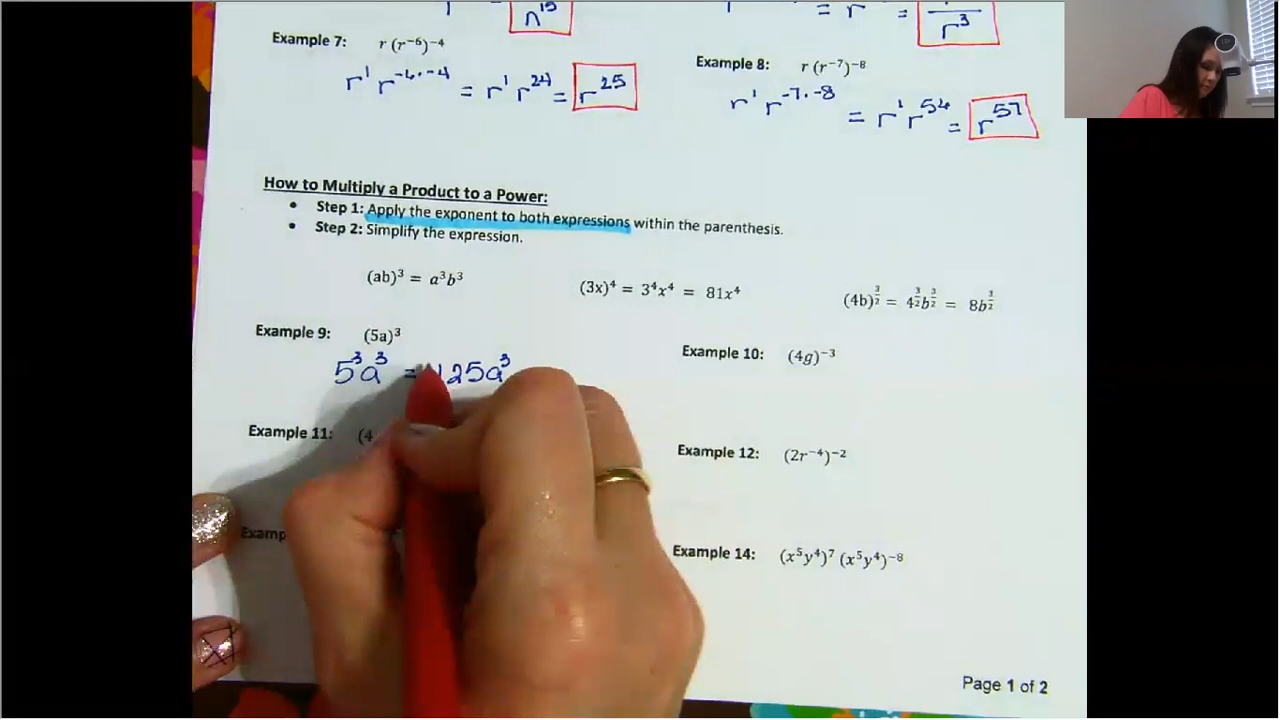 n¹⁵
= r = r³
Example 7: r (r⁻⁶)⁻⁴
r¹ r⁻⁶·⁻⁴ = r¹ r²⁴ = r²⁵
Example 8: r (r⁻⁷)⁻⁸
r¹ r⁻⁷·⁻⁸ = r¹ r⁵⁶ = r⁵⁷
How to Multiply a Product to a Power:
• Step 1: Apply the exponent to both expressions within the parenthesis.
• Step 2: Simplify the expression.
(ab)³ = a³b³ (3x)⁴ = 3⁴x⁴ = 81x⁴ (4b)^(3/2) = 4^(3/2)b^(3/2) = 8b^(3/2)
Example 9: (5a)³
5³a³ = 125a³
Example 10: (4g)⁻³
Example 11: (4
Example 12: (2r⁻⁴)⁻²
Examp
Example 14: (x⁵y⁴)⁷ (x⁵y⁴)⁻⁸
Page 1 of 2